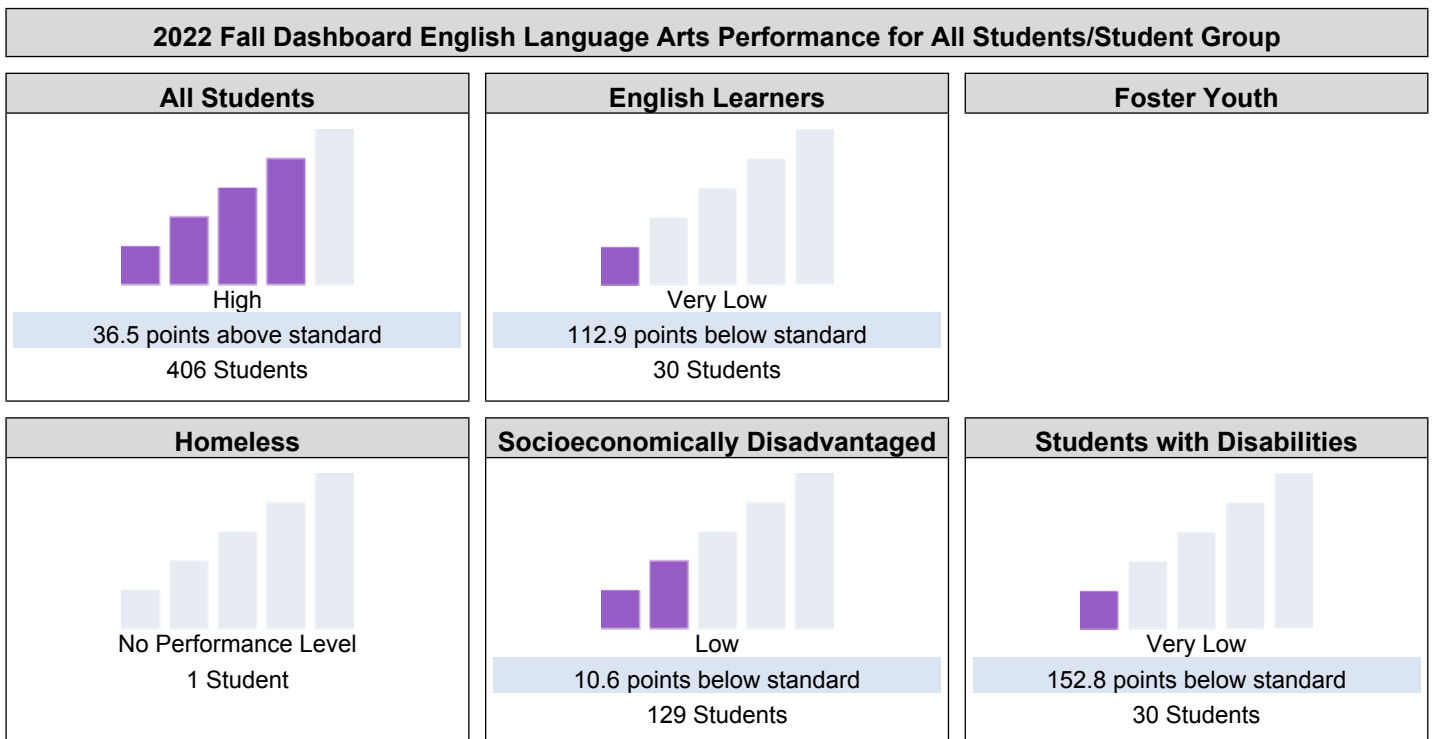 2022 Fall Dashboard English Language Arts Performance for All Students/Student Group
All Students
High
36.5 points above standard
406 Students
English Learners
Very Low
112.9 points below standard
30 Students
Foster Youth
Homeless
No Performance Level
1 Student
Socioeconomically Disadvantaged
Low
10.6 points below standard
129 Students
Students with Disabilities
Very Low
152.8 points below standard
30 Students